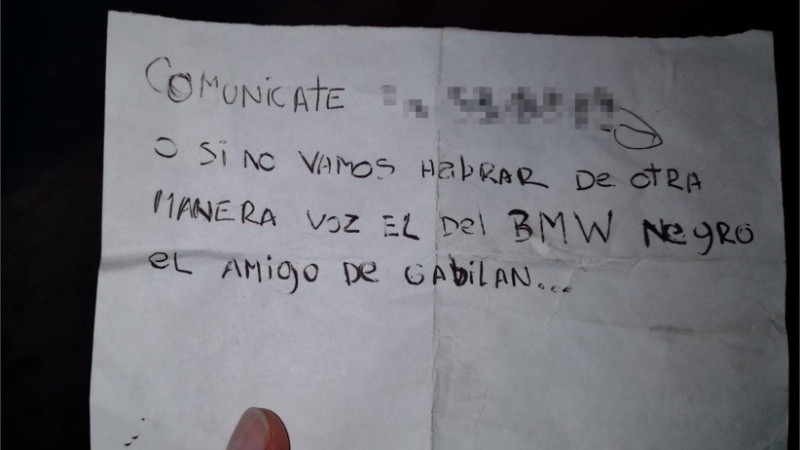 COMUNICATE
O SI NO VAMOS HabRAR DE OTRA
MANERA VOZ EL Del BMW NegRO
eL AMigo DE GAbiLAN...